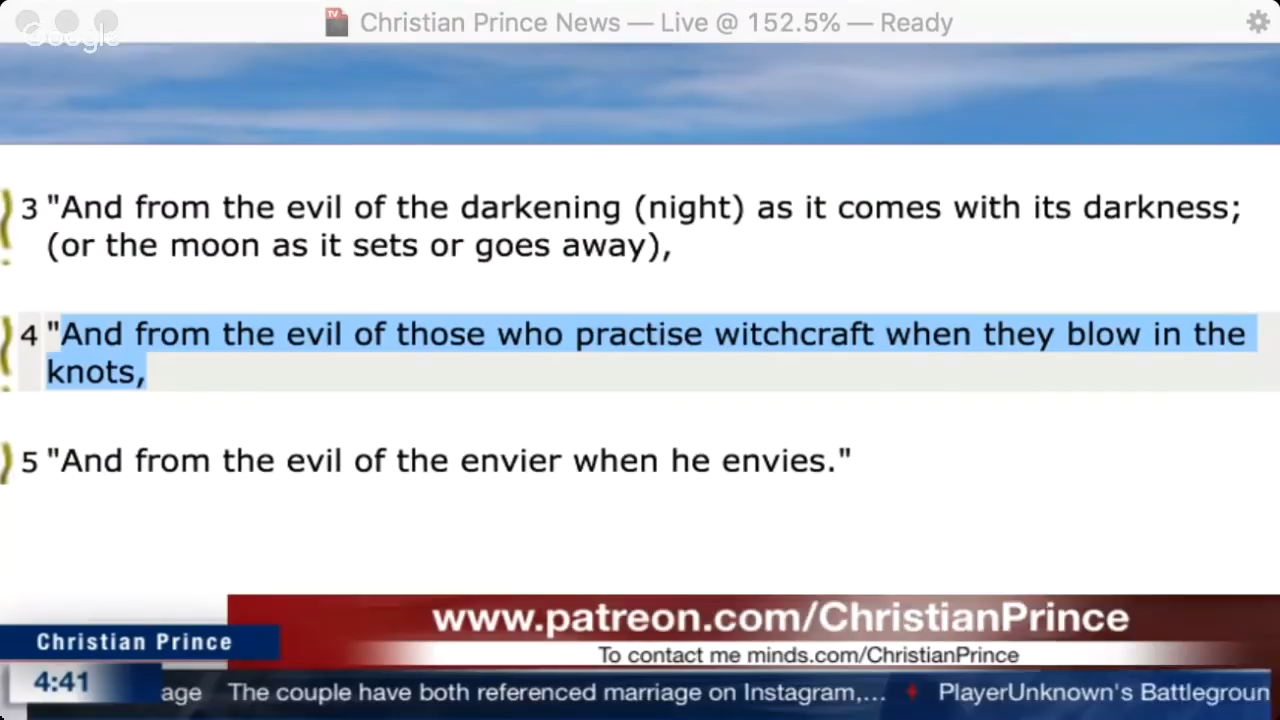 Google
Christian Prince News — Live @ 152.5% — Ready
3 "And from the evil of the darkening (night) as it comes with its darkness;
(or the moon as it sets or goes away),
4 "And from the evil of those who practise witchcraft when they blow in the
knots,
5 "And from the evil of the envier when he envies."
www.patreon.com/ChristianPrince
Christian Prince
To contact me minds.com/ChristianPrince
4:41
age The couple have both referenced marriage on Instagram,... PlayerUnknown's Battlegroun